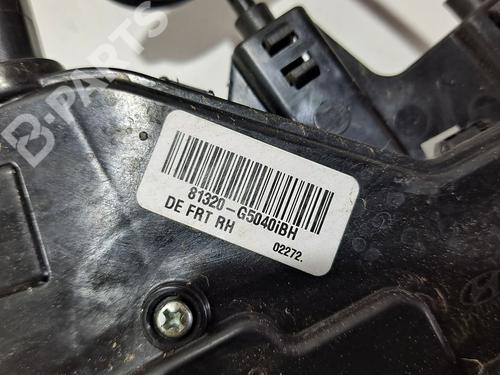 B-PARTS
81320-G5040iBH
DE FRT RH
02272.